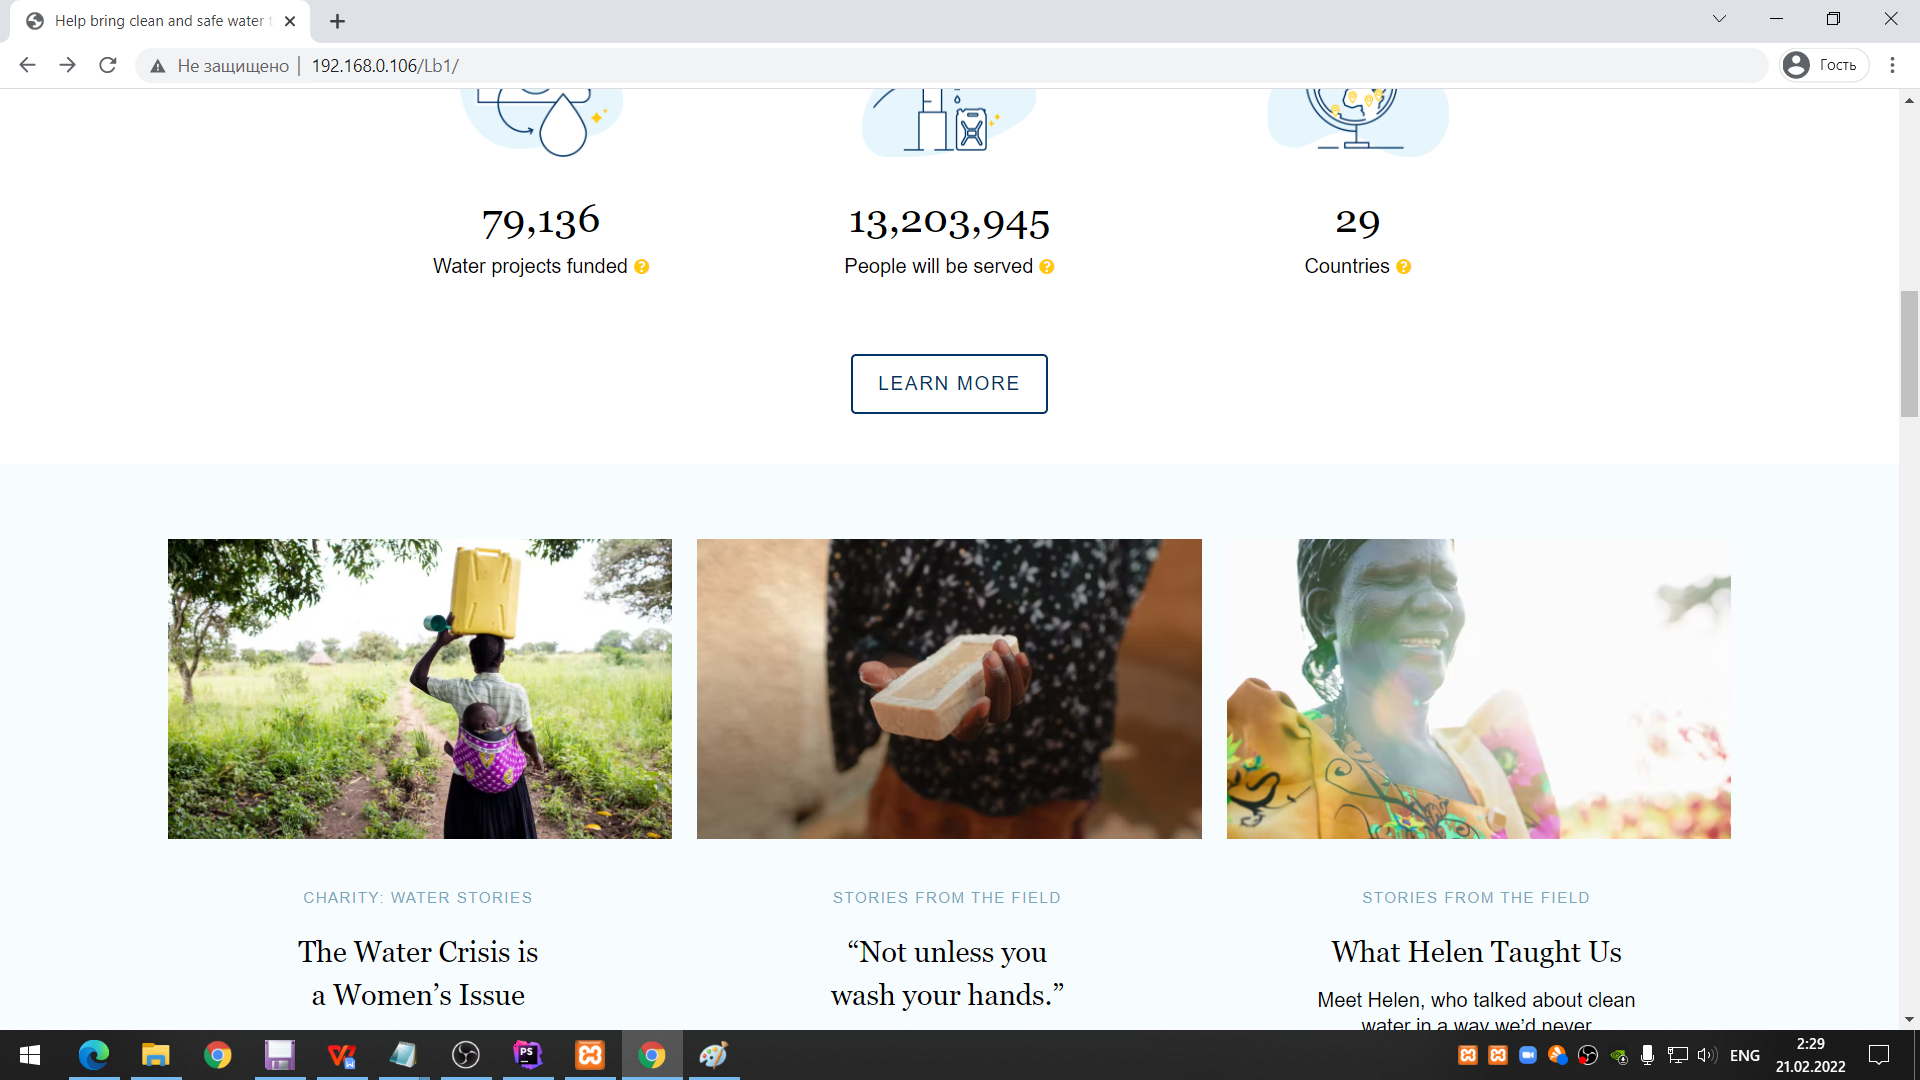 Help bring clean and safe water t
Не защищено
192.168.0.106/Lb1/
Гость
79,136
13,203,945
29
Water projects funded ?
People will be served ?
Countries ?
LEARN MORE
CHARITY: WATER STORIES
STORIES FROM THE FIELD
STORIES FROM THE FIELD
The Water Crisis is
a Women’s Issue
“Not unless you
wash your hands.”
What Helen Taught Us
Meet Helen, who talked about clean
water in a way we’d never
PS
ENG
2:29
21.02.2022